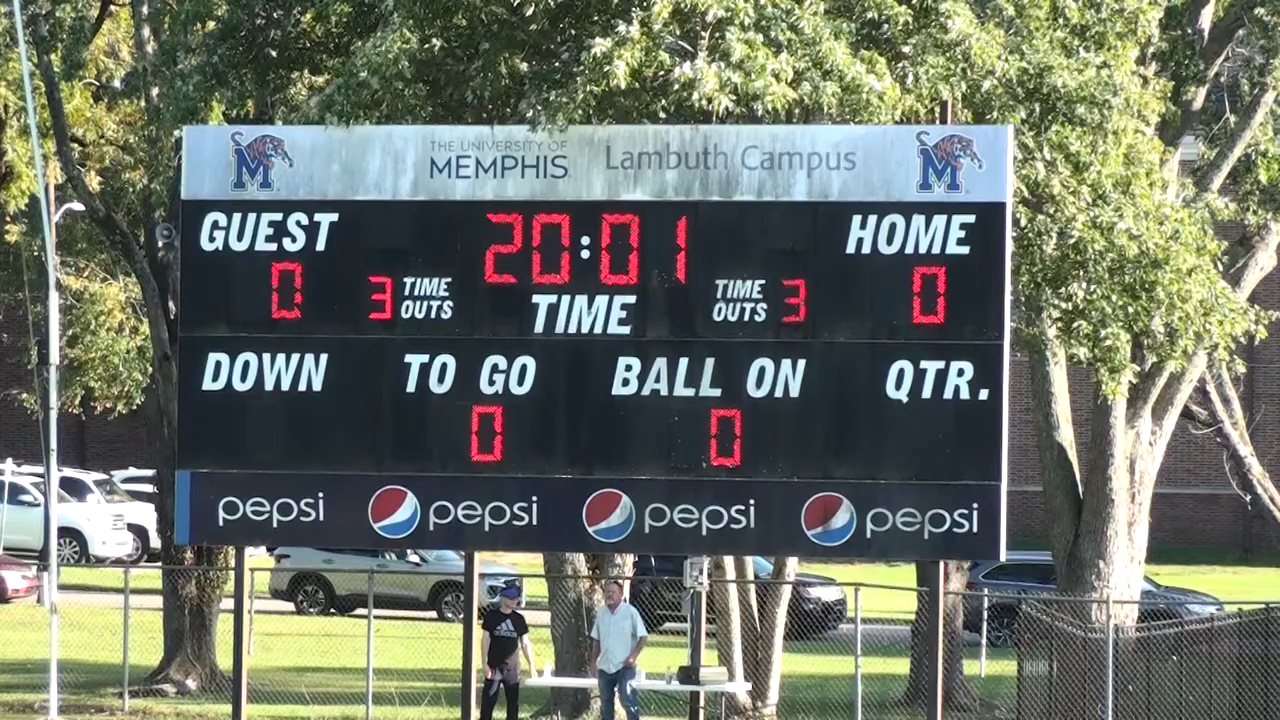 M THE UNIVERSITY OF MEMPHIS Lambuth Campus M
GUEST 20:01 HOME
0 3 TIME OUTS TIME TIME OUTS 3 0
DOWN TO GO BALL ON QTR.
0 0
pepsi pepsi pepsi pepsi
adidas